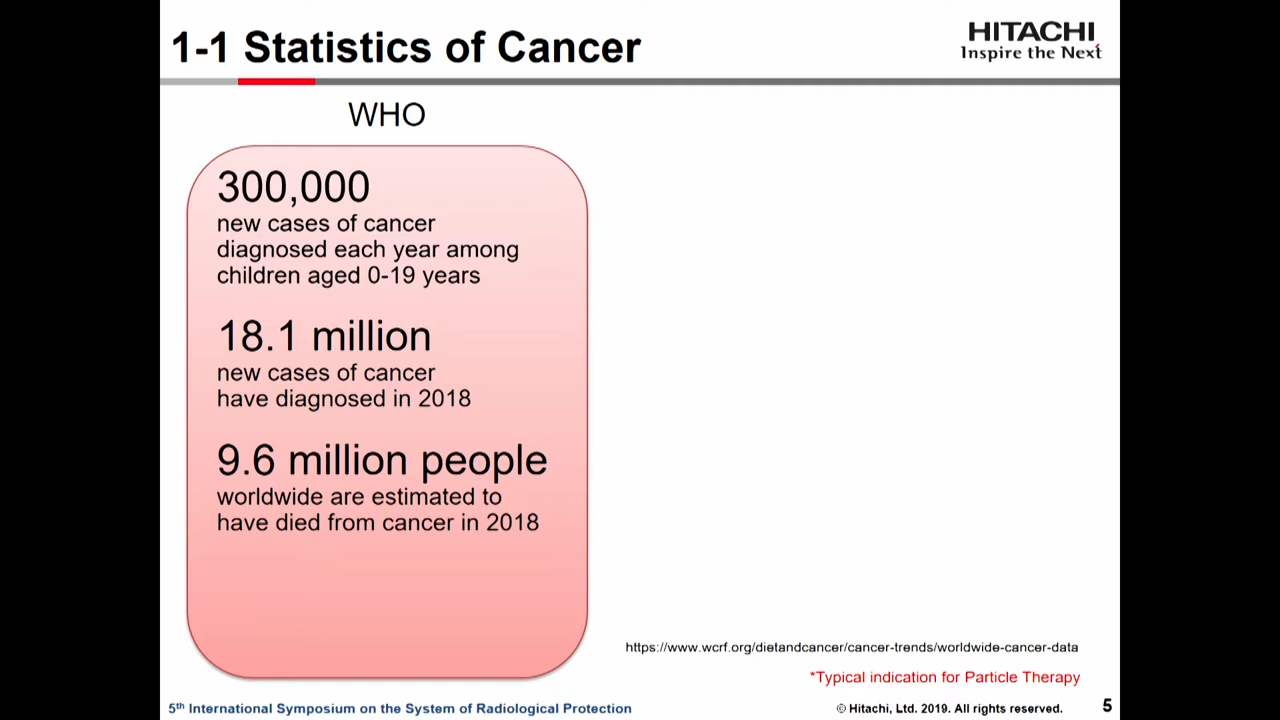 1-1 Statistics of Cancer
HITACHI
Inspire the Next
WHO
300,000
new cases of cancer
diagnosed each year among
children aged 0-19 years
18.1 million
new cases of cancer
have diagnosed in 2018
9.6 million people
worldwide are estimated to
have died from cancer in 2018
https://www.wcrf.org/dietandcancer/cancer-trends/worldwide-cancer-data
*Typical indication for Particle Therapy
5th International Symposium on the System of Radiological Protection
© Hitachi, Ltd. 2019. All rights reserved.
5